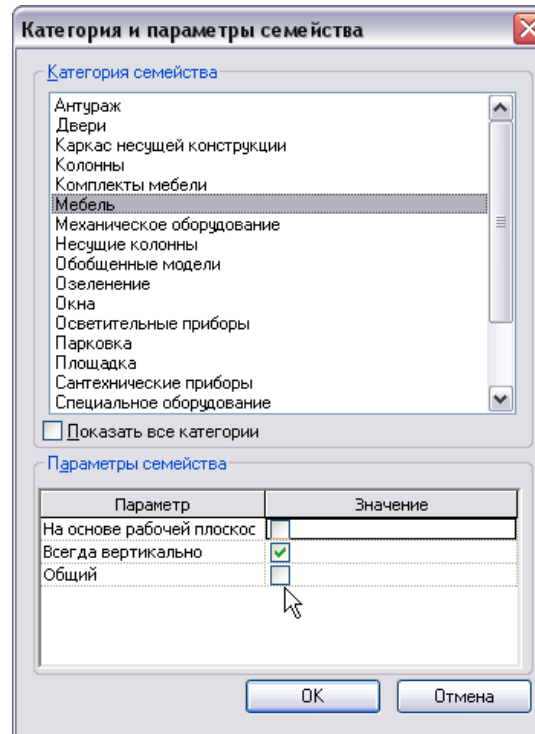 Категория и параметры семейства
Категория семейства
Антураж
Двери
Каркас несущей конструкции
Колонны
Комплекты мебели
Мебель
Механическое оборудование
Несущие колонны
Обобщенные модели
Озеленение
Окна
Осветительные приборы
Парковка
Площадка
Сантехнические приборы
Специальное оборудование
Показать все категории
Параметры семейства
Параметр Значение
На основе рабочей плоскос
Всегда вертикально
Общий
OK Отмена